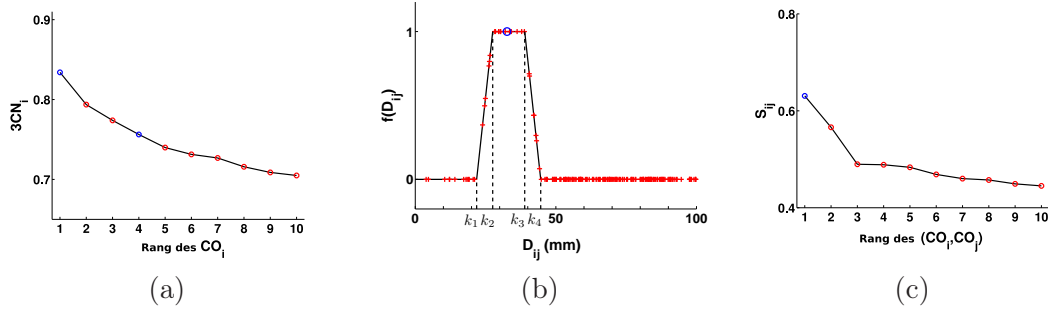 0.9
0.8
0.7
3CN_i
1 2 3 4 5 6 7 8 9 10
Rang des CO_i
(a)
1
0
f(D_ij)
k_1 k_2 k_3 k_4
0 50 100
D_ij (mm)
(b)
0.8
0.6
0.4
S_ij
1 2 3 4 5 6 7 8 9 10
Rang des (CO_i,CO_j)
(c)